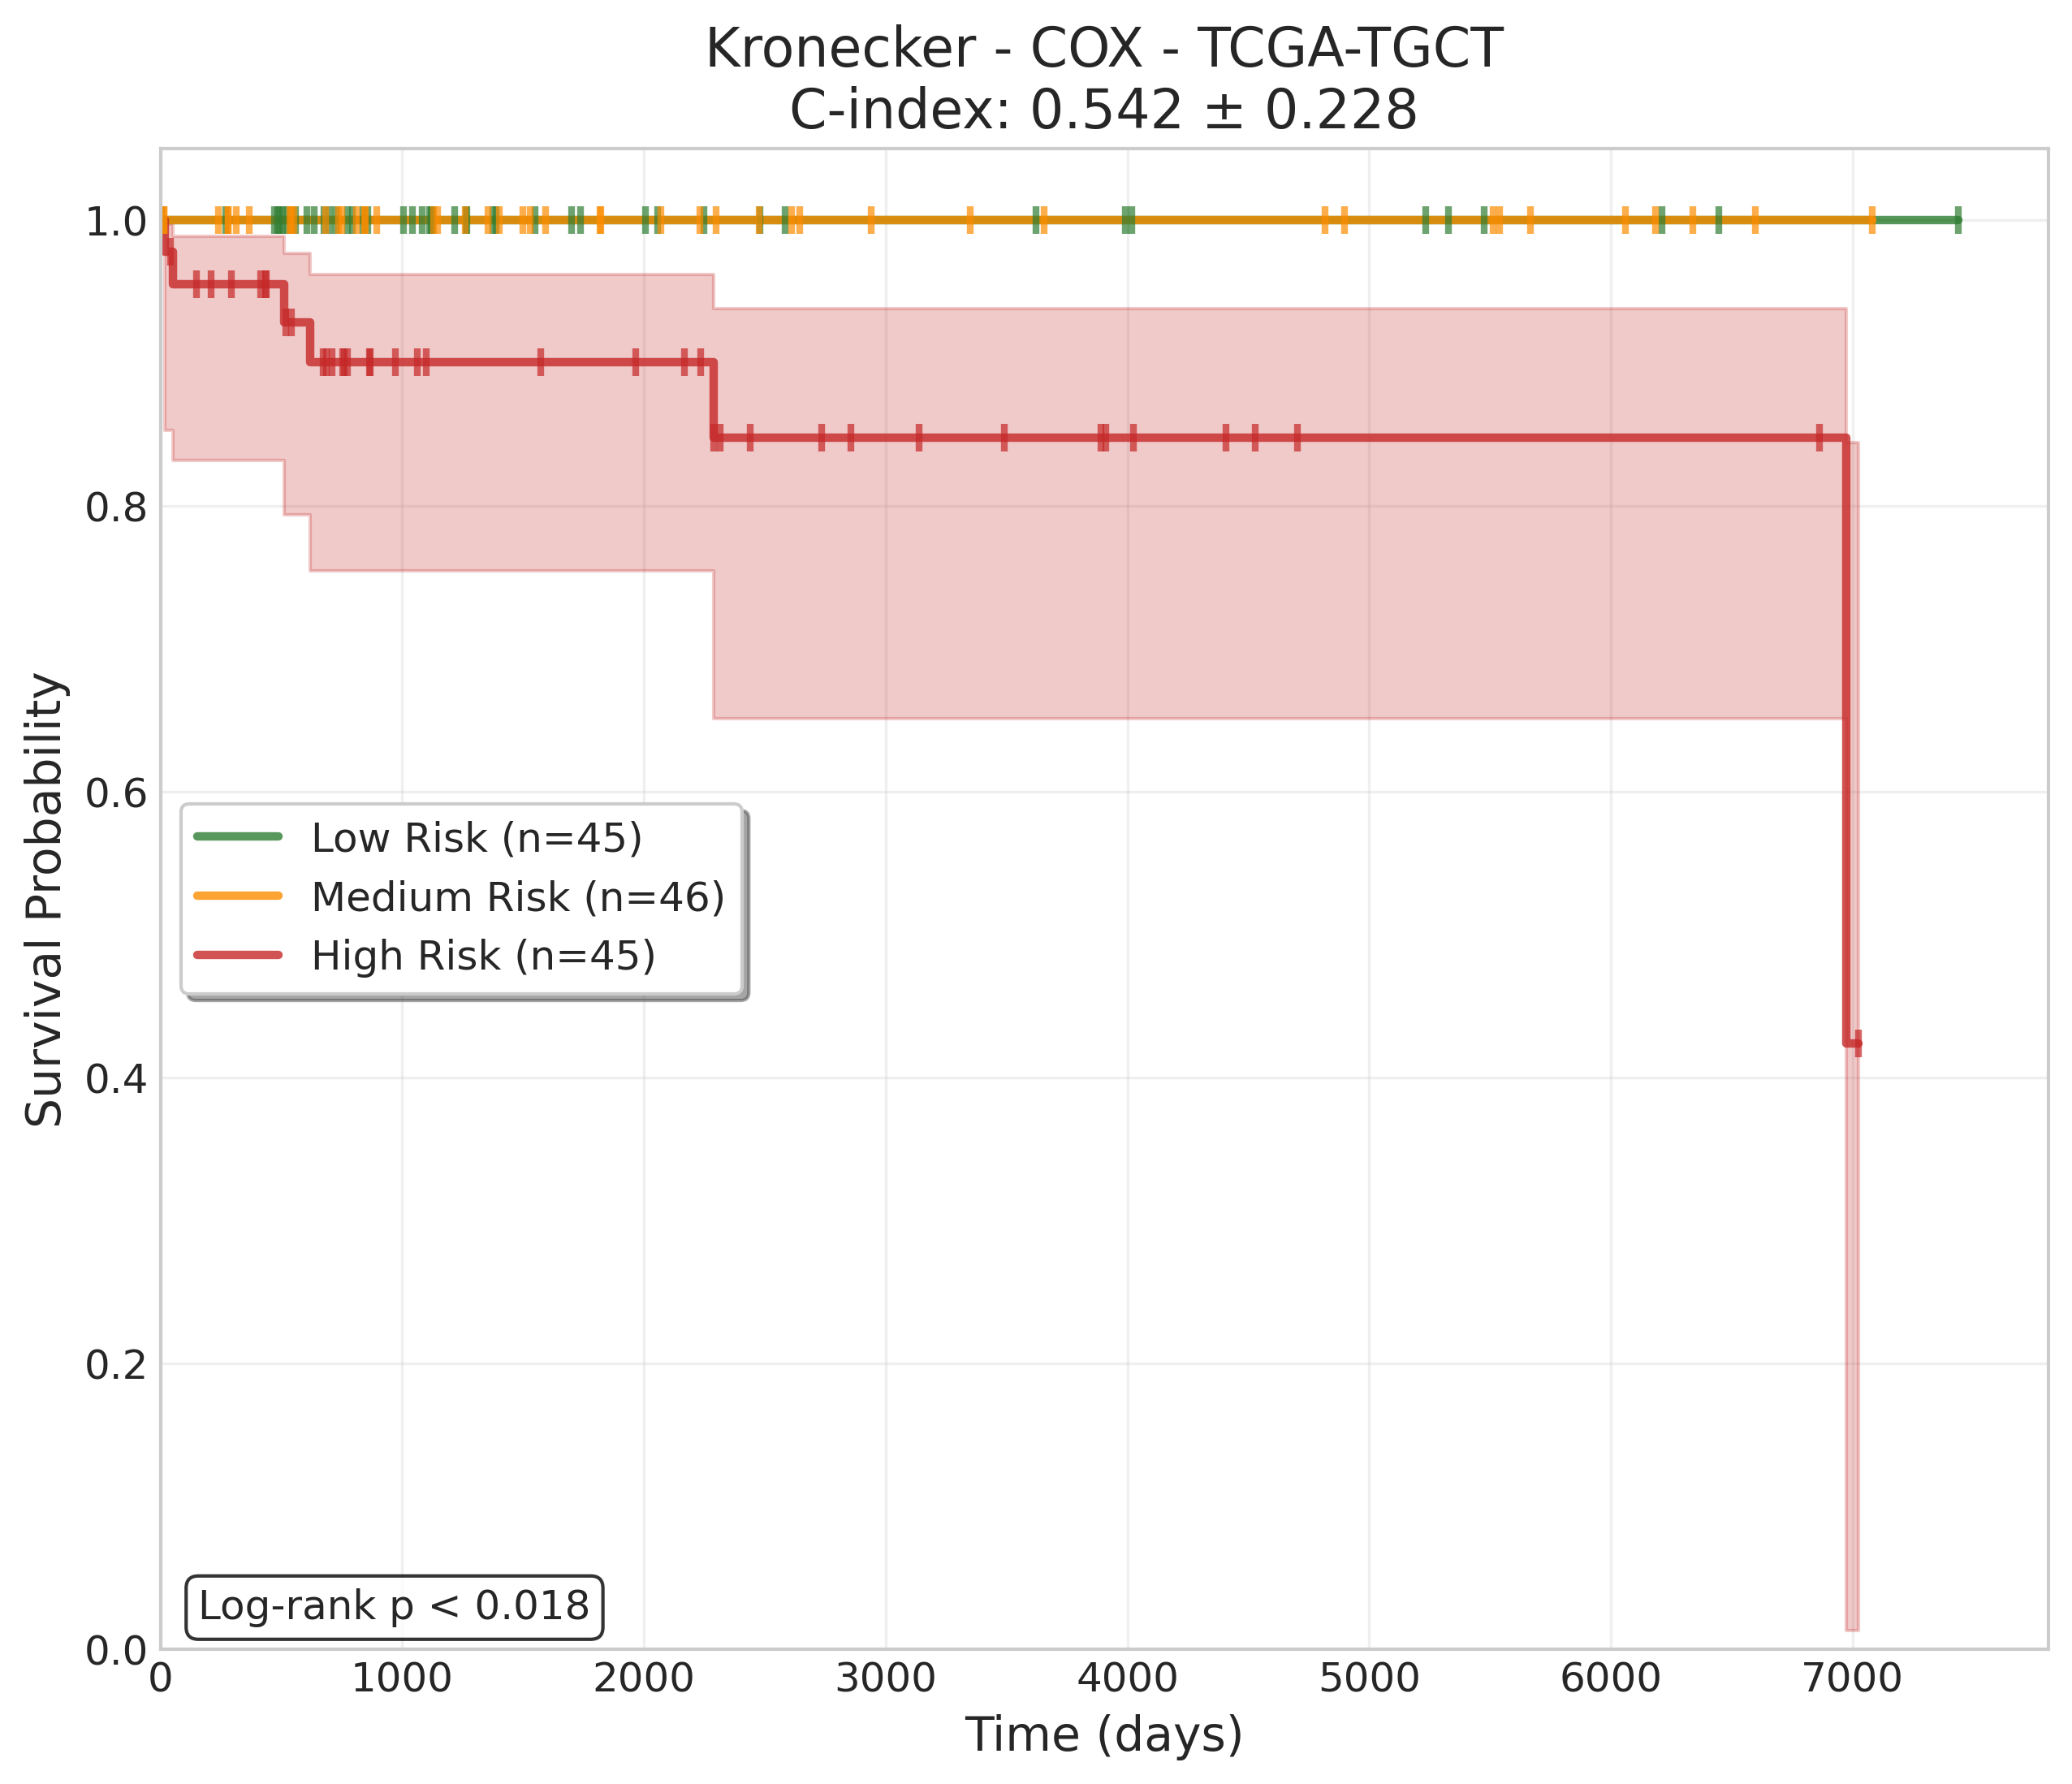 Kronecker - COX - TCGA-TGCT
C-index: 0.542 ± 0.228
Survival Probability
1.0
0.8
0.6
0.4
0.2
0.0
Low Risk (n=45)
Medium Risk (n=46)
High Risk (n=45)
Log-rank p < 0.018
0 1000 2000 3000 4000 5000 6000 7000
Time (days)